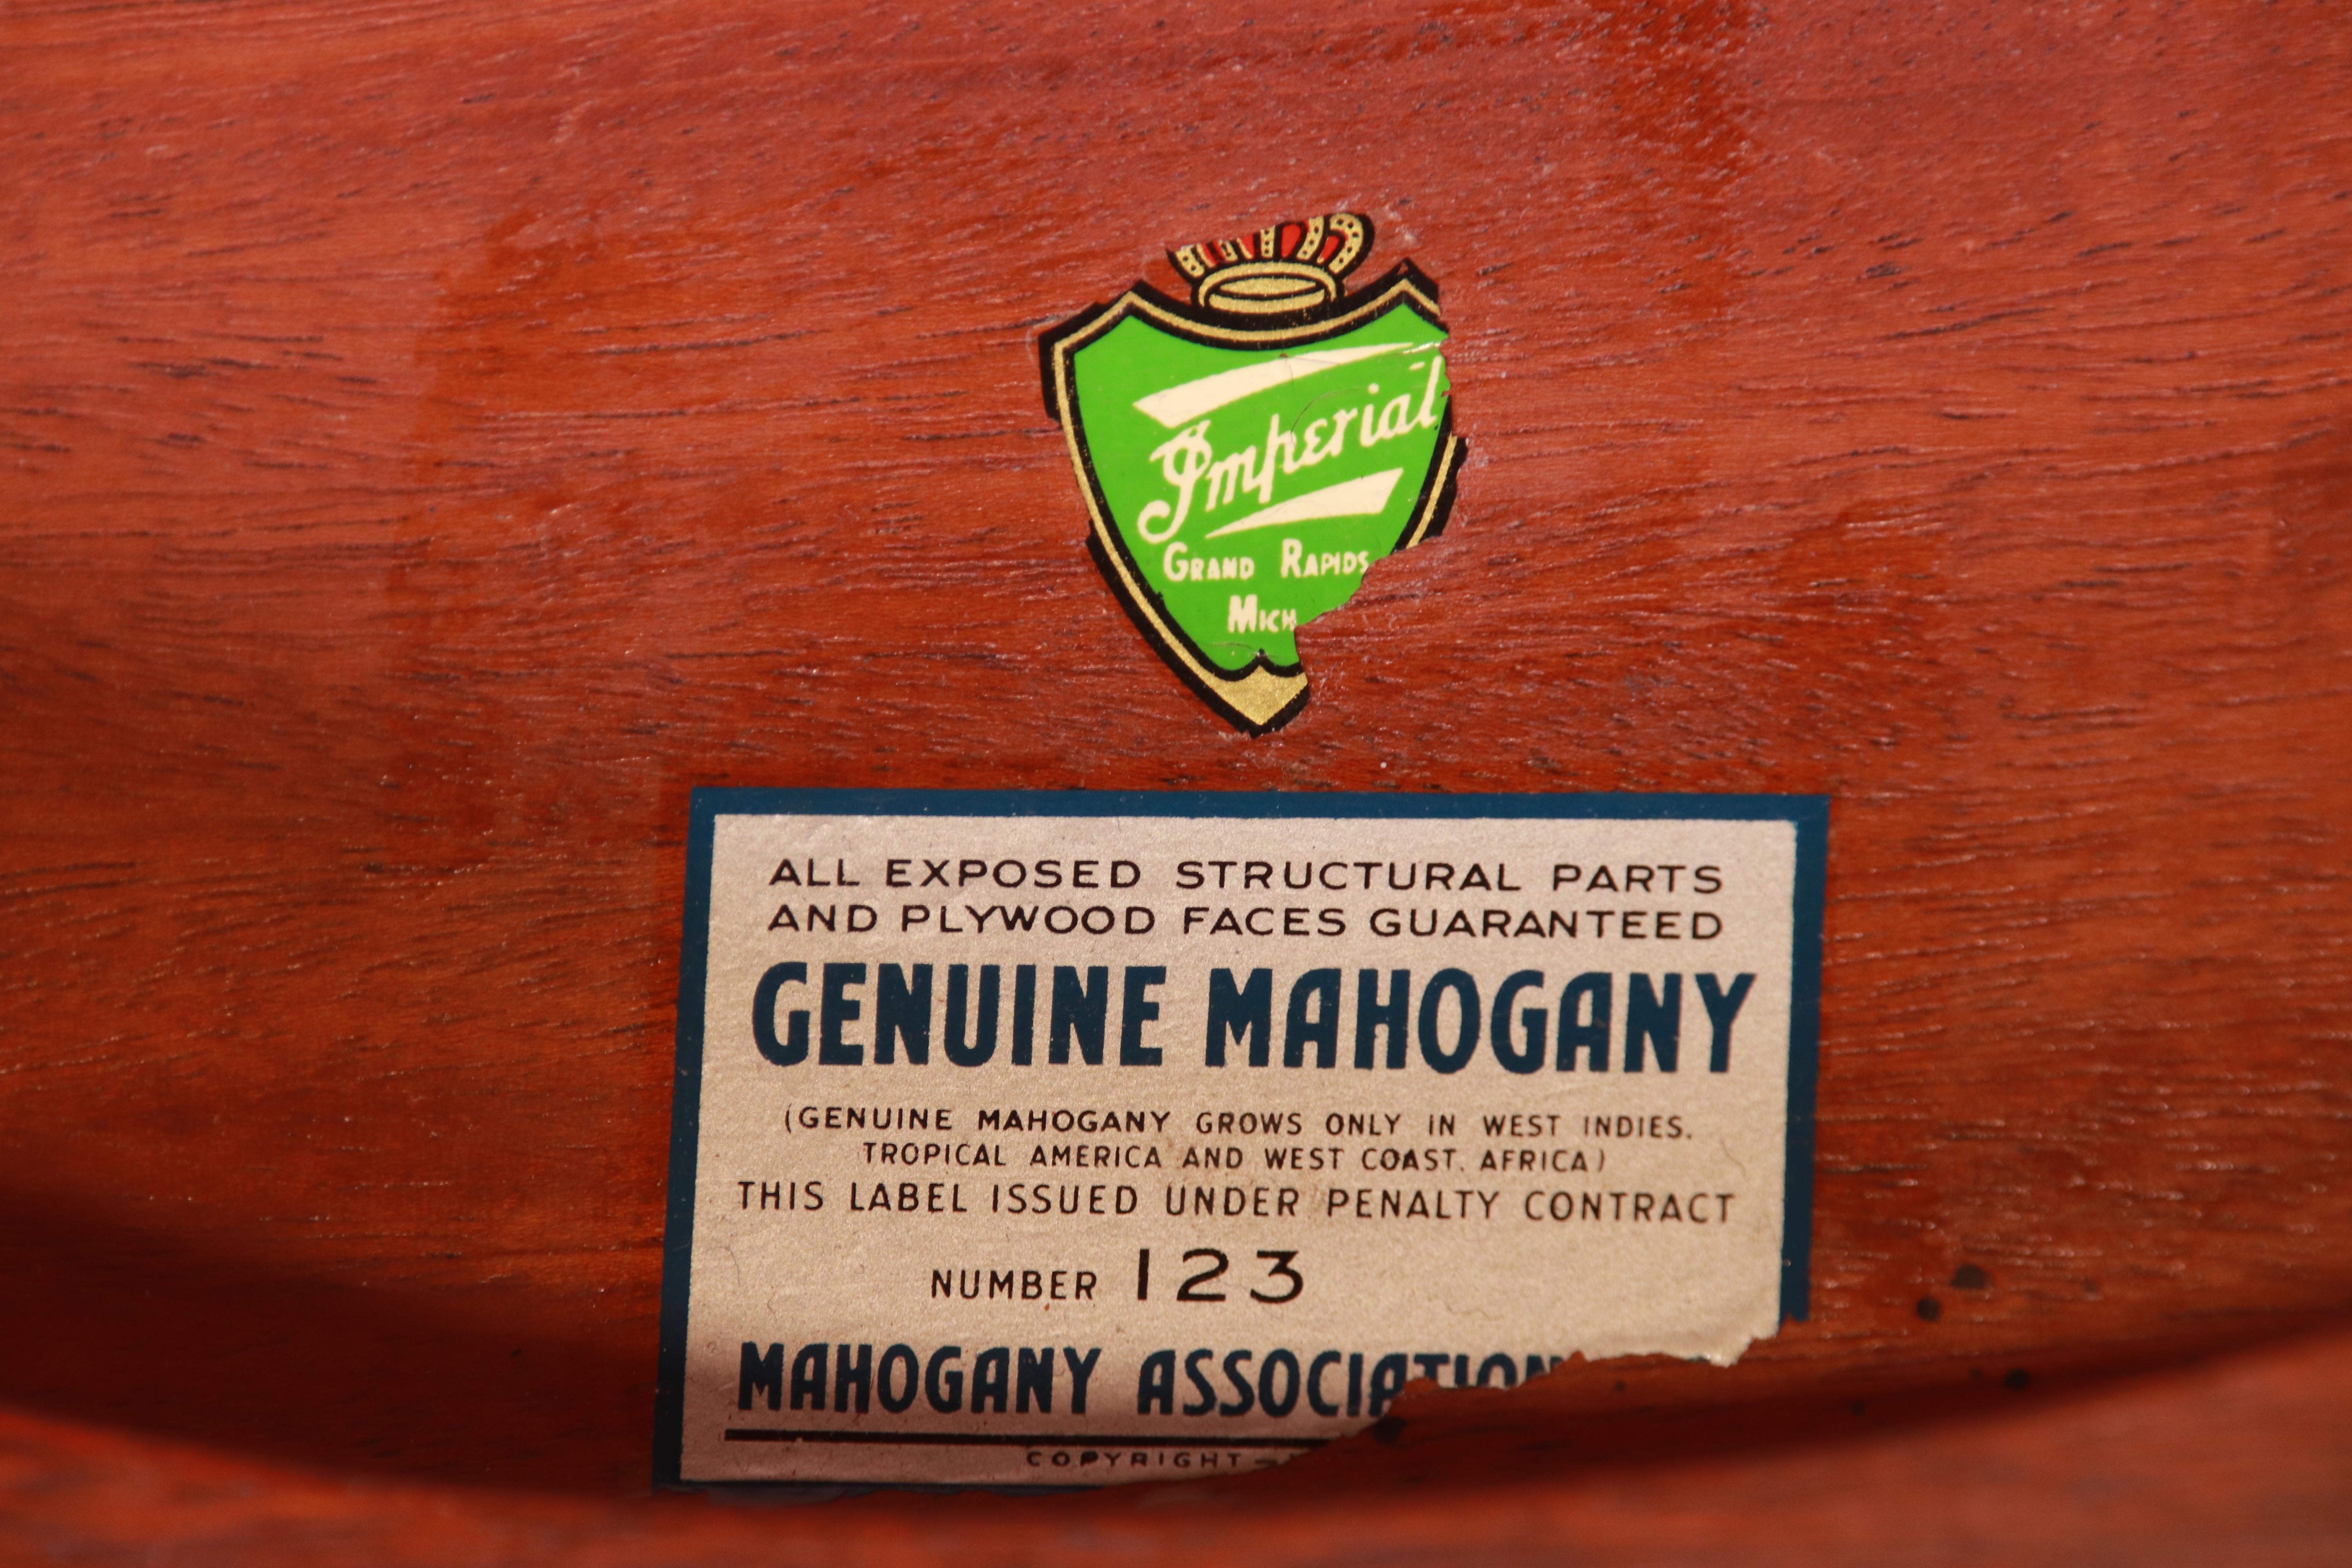 Imperial
GRAND RAPIDS
MICH
ALL EXPOSED STRUCTURAL PARTS
AND PLYWOOD FACES GUARANTEED
GENUINE MAHOGANY
(GENUINE MAHOGANY GROWS ONLY IN WEST INDIES.
TROPICAL AMERICA AND WEST COAST. AFRICA)
THIS LABEL ISSUED UNDER PENALTY CONTRACT
NUMBER 123
MAHOGANY ASSOCIATION
COPYRIGHT –